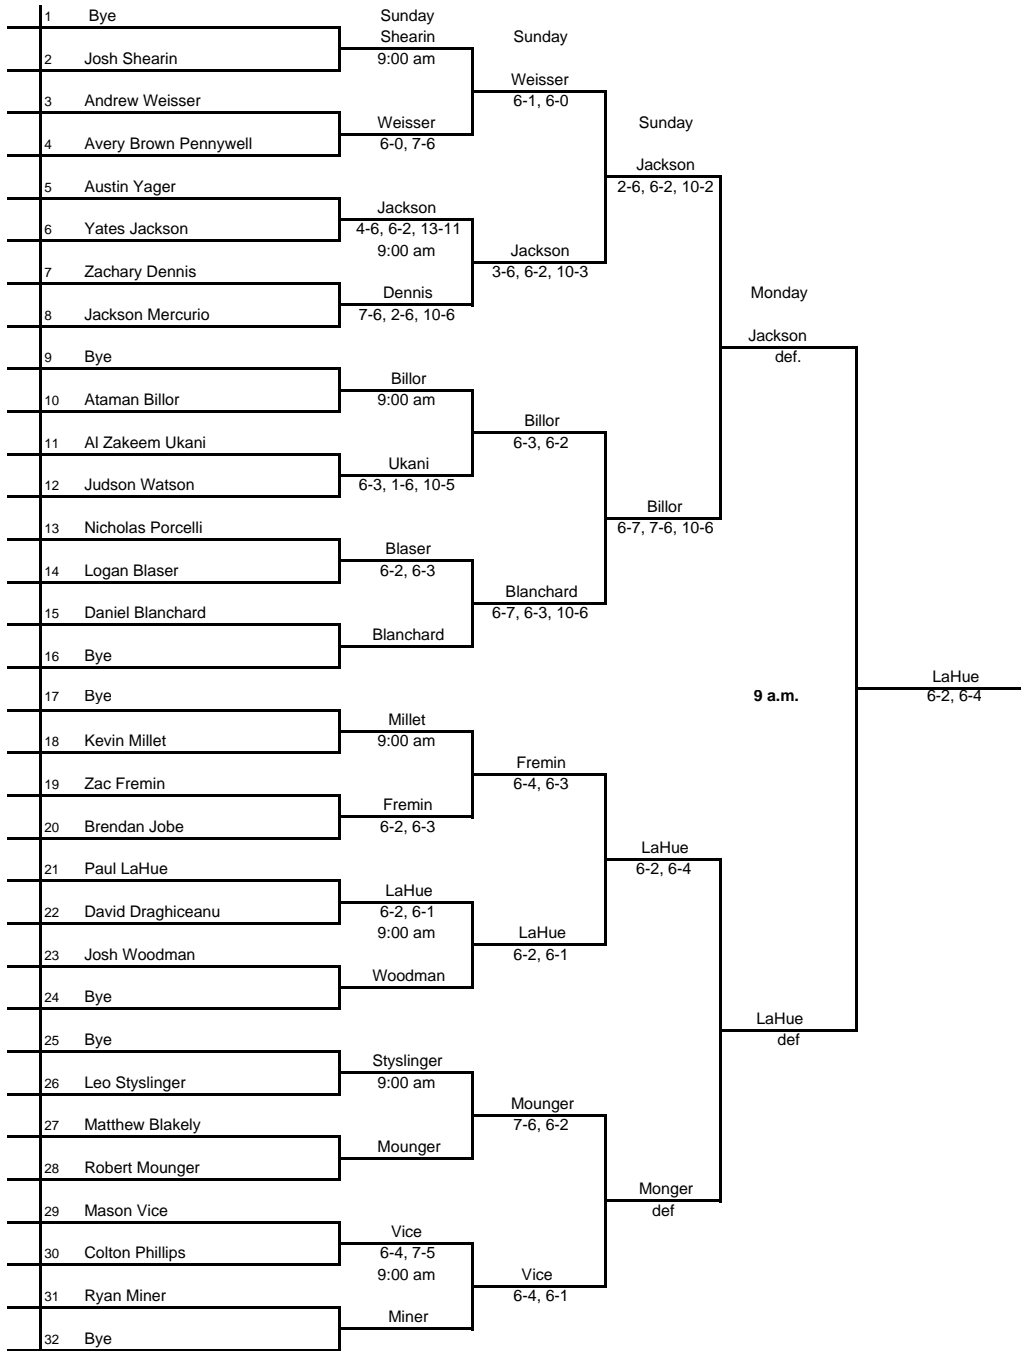 1 Bye Sunday
Shearin Sunday
2 Josh Shearin 9:00 am
Weisser
3 Andrew Weisser 6-1, 6-0
Weisser Sunday
4 Avery Brown Pennywell 6-0, 7-6
Jackson
5 Austin Yager 2-6, 6-2, 10-2
Jackson
6 Yates Jackson 4-6, 6-2, 13-11
9:00 am Jackson
7 Zachary Dennis 3-6, 6-2, 10-3
Dennis Monday
8 Jackson Mercurio 7-6, 2-6, 10-6
Jackson
9 Bye def.
Billor
10 Ataman Billor 9:00 am
Billor
11 Al Zakeem Ukani 6-3, 6-2
Ukani
12 Judson Watson 6-3, 1-6, 10-5
Billor
13 Nicholas Porcelli 6-7, 7-6, 10-6
Blaser
14 Logan Blaser 6-2, 6-3
Blanchard
15 Daniel Blanchard 6-7, 6-3, 10-6
Blanchard
16 Bye
LaHue
17 Bye 9 a.m. 6-2, 6-4
Millet
18 Kevin Millet 9:00 am
Fremin
19 Zac Fremin 6-4, 6-3
Fremin
20 Brendan Jobe 6-2, 6-3
LaHue
21 Paul LaHue 6-2, 6-4
LaHue
22 David Draghiceanu 6-2, 6-1
9:00 am LaHue
23 Josh Woodman 6-2, 6-1
Woodman
24 Bye
LaHue
25 Bye def
Styslinger
26 Leo Styslinger 9:00 am
Mounger
27 Matthew Blakely 7-6, 6-2
Mounger
28 Robert Mounger
Monger
29 Mason Vice def
Vice
30 Colton Phillips 6-4, 7-5
9:00 am Vice
31 Ryan Miner 6-4, 6-1
Miner
32 Bye